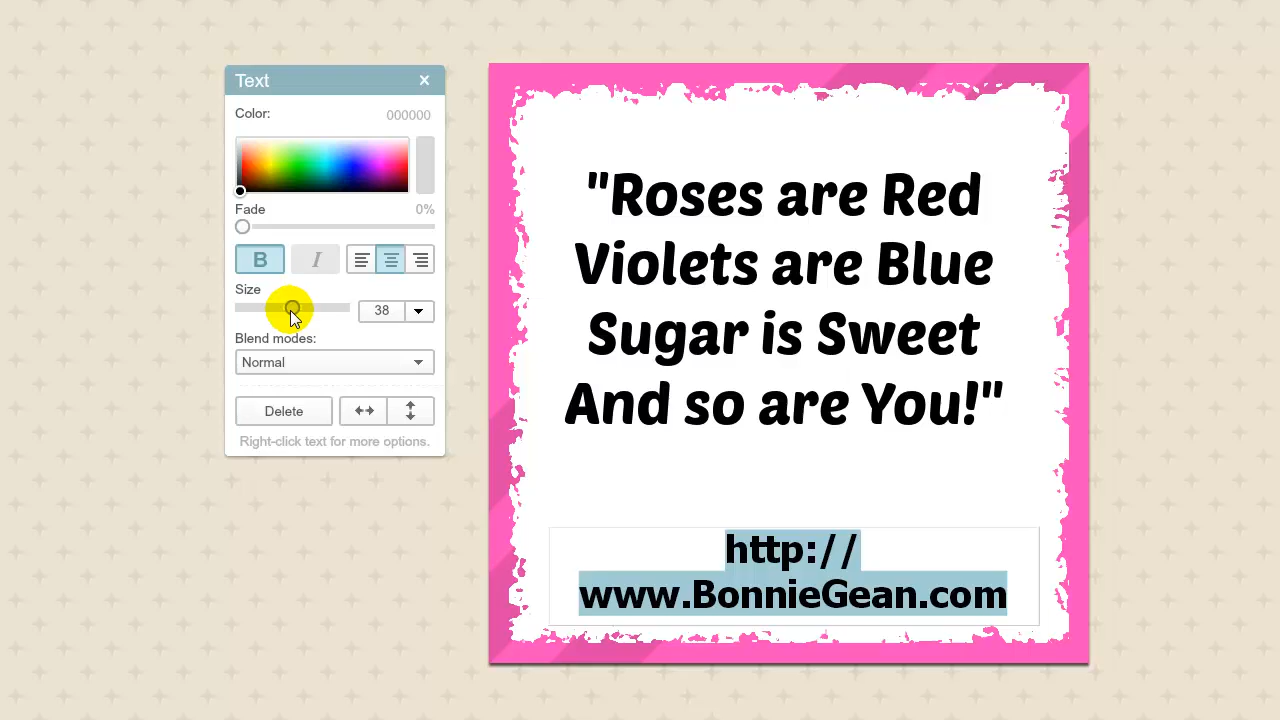 Text
Color:
000000
Fade
0%
B I
Size
38
Blend modes:
Normal
Delete
Right-click text for more options.
"Roses are Red
Violets are Blue
Sugar is Sweet
And so are You!"
http://
www.BonnieGean.com